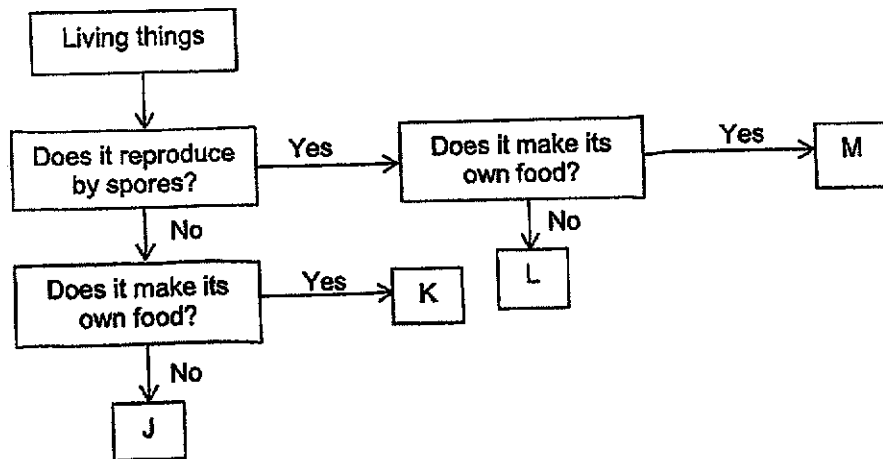 Living things
Does it reproduce
by spores?
Yes
Does it make its
own food?
Yes
M
No
No
L
Does it make its
own food?
Yes
K
No
J